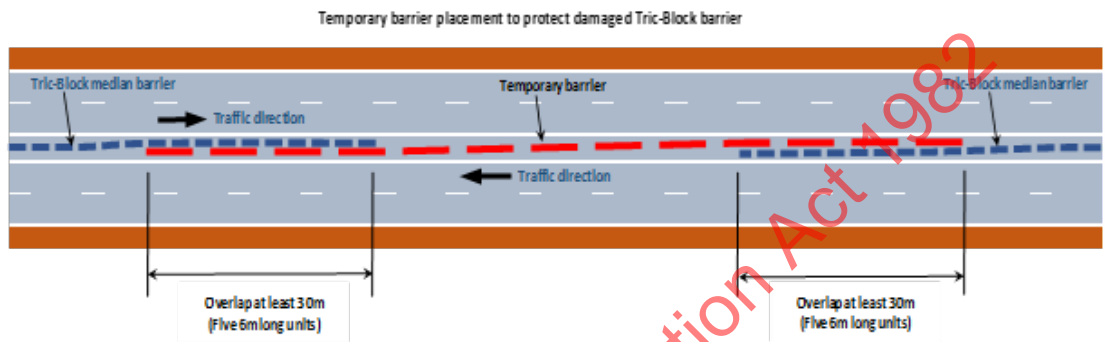 Temporary barrier placement to protect damaged Tric-Block barrier
Tric-Block median barrier
Temporary barrier
Tric-Block median barrier
Traffic direction
Traffic direction
Overlap at least 30m
(Five 6m long units)
Overlap at least 30m
(Five 6m long units)
tion Act 1982